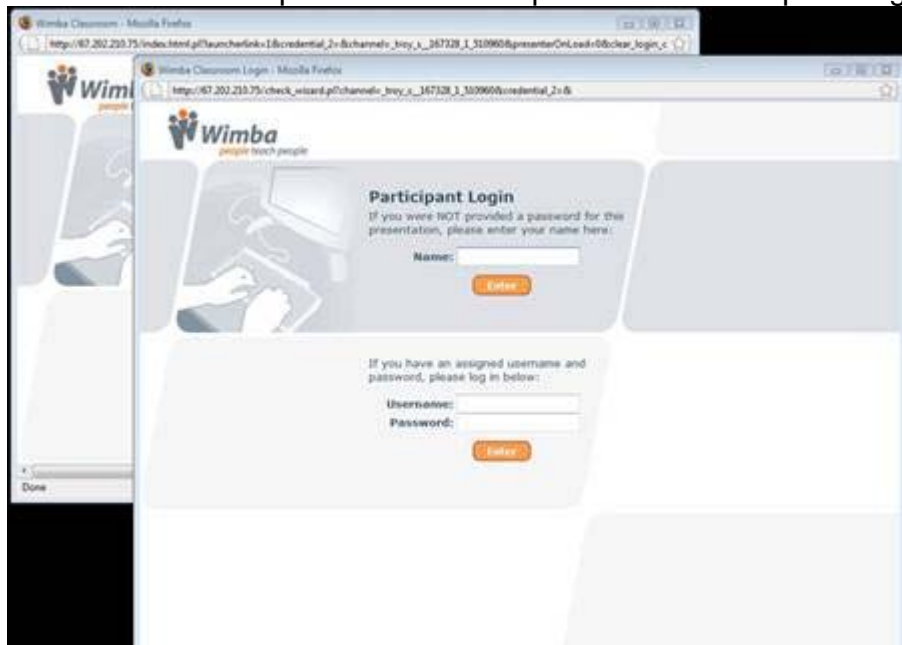 Wimba Classroom - Mozilla Firefox
http://67.202.210.75/index.html.pl?launcherlink=1&credential_2=&channel=_troy_s__167328_1_310960&presenterOnLoad=0&clear_login_c
Wimba Classroom Login - Mozilla Firefox
http://67.202.210.75/check_wizard.pl?channel=_troy_s__167328_1_310960&credential_2=&
Wimba
people teach people
Participant Login
If you were NOT provided a password for this
presentation, please enter your name here:
Name:
Enter
If you have an assigned username and
password, please log in below:
Username:
Password:
Enter
Done